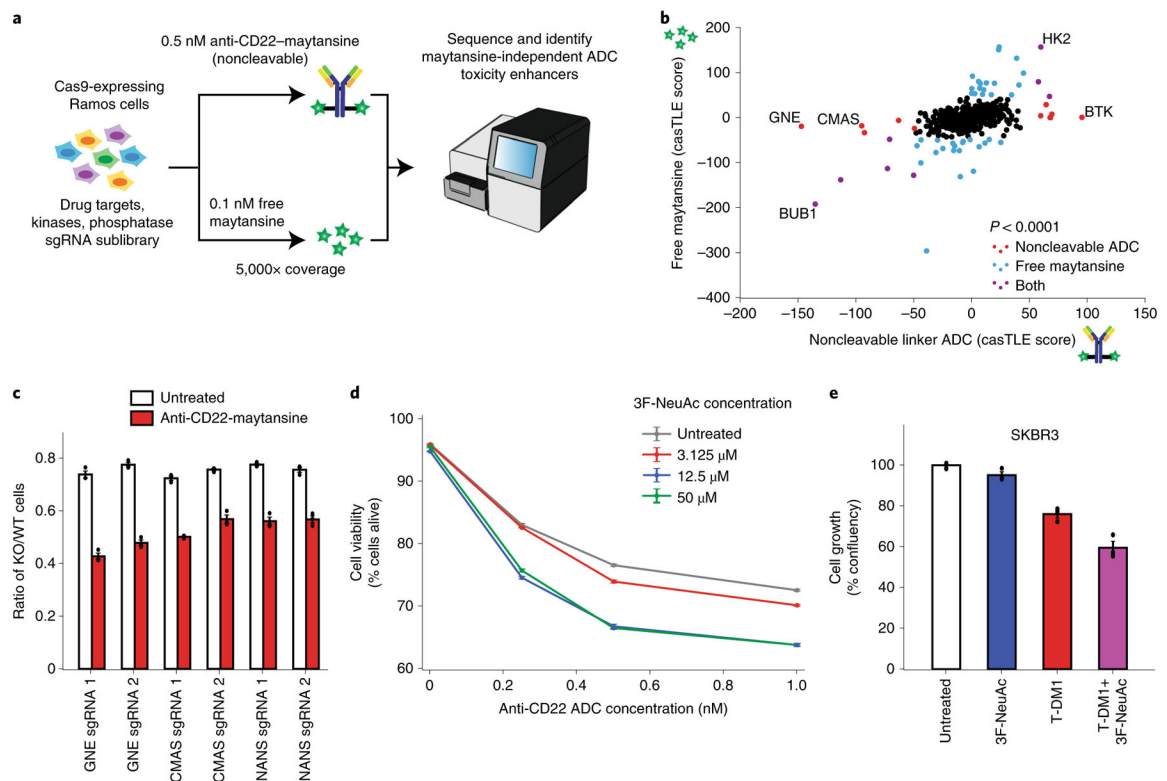 a
0.5 nM anti-CD22–maytansine
(noncleavable)
Cas9-expressing
Ramos cells
Drug targets,
kinases, phosphatase
sgRNA sublibrary
0.1 nM free
maytansine
5,000× coverage
Sequence and identify
maytansine-independent ADC
toxicity enhancers
b
Free maytansine (casTLE score)
200
100
0
–100
–200
–300
–400
–200
–150
–100
–50
0
50
100
150
Noncleavable linker ADC (casTLE score)
HK2
GNE
CMAS
BTK
BUB1
P < 0.0001
Noncleavable ADC
Free maytansine
Both
c
Untreated
Anti-CD22-maytansine
Ratio of KO/WT cells
0.8
0.6
0.4
0.2
0
GNE sgRNA 1
GNE sgRNA 2
CMAS sgRNA 1
CMAS sgRNA 2
NANS sgRNA 1
NANS sgRNA 2
d
3F-NeuAc concentration
Untreated
3.125 μM
12.5 μM
50 μM
Cell viability
(% cells alive)
100
90
80
70
60
0
0.2
0.4
0.6
0.8
1.0
Anti-CD22 ADC concentration (nM)
e
SKBR3
Cell growth
(% confluency)
100
80
60
40
20
0
Untreated
3F-NeuAc
T-DM1
T-DM1+
3F-NeuAc